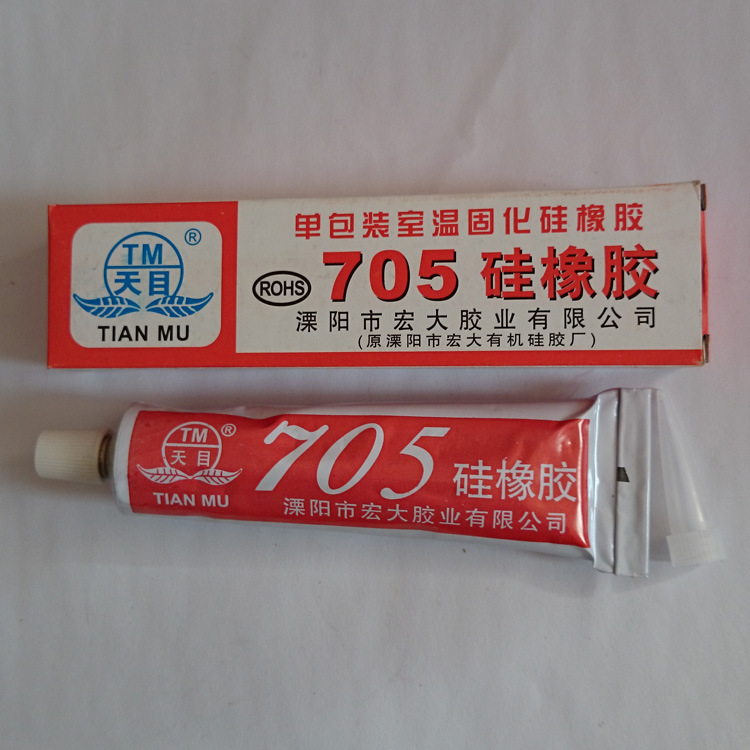 TM
天目
®
TIAN MU
单包装室温固化硅橡胶
ROHS
705 硅橡胶
溧阳市宏大胶业有限公司
(原溧阳市宏大有机硅胶厂)
TM
天目
®
TIAN MU
705 硅橡胶
溧阳市宏大胶业有限公司